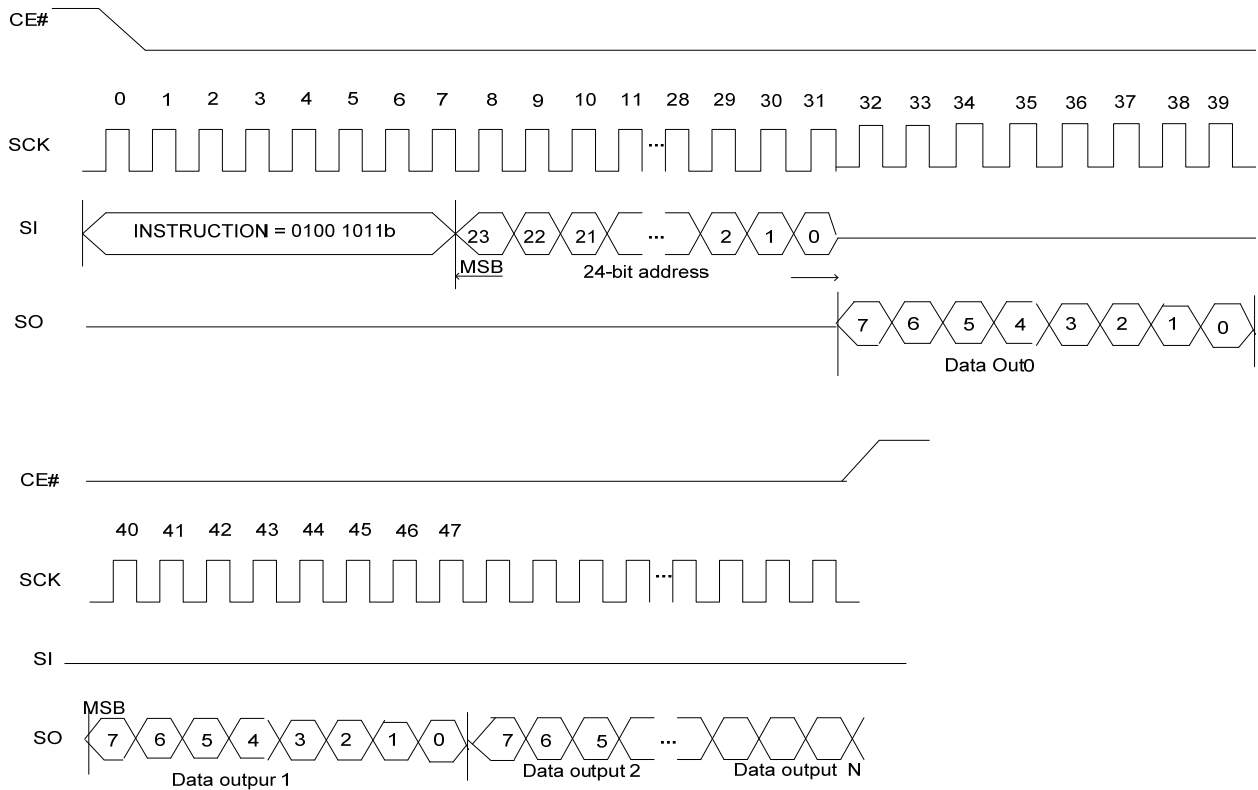 CE#
0 1 2 3 4 5 6 7 8 9 10 11 28 29 30 31 32 33 34 35 36 37 38 39
SCK ...
SI INSTRUCTION = 0100 1011b 23 22 21 ... 2 1 0
MSB 24-bit address
SO 7 6 5 4 3 2 1 0
Data Out0
CE#
40 41 42 43 44 45 46 47
SCK ...
SI
MSB
SO 7 6 5 4 3 2 1 0 7 6 5 ...
Data outpur 1 Data output 2 Data output N